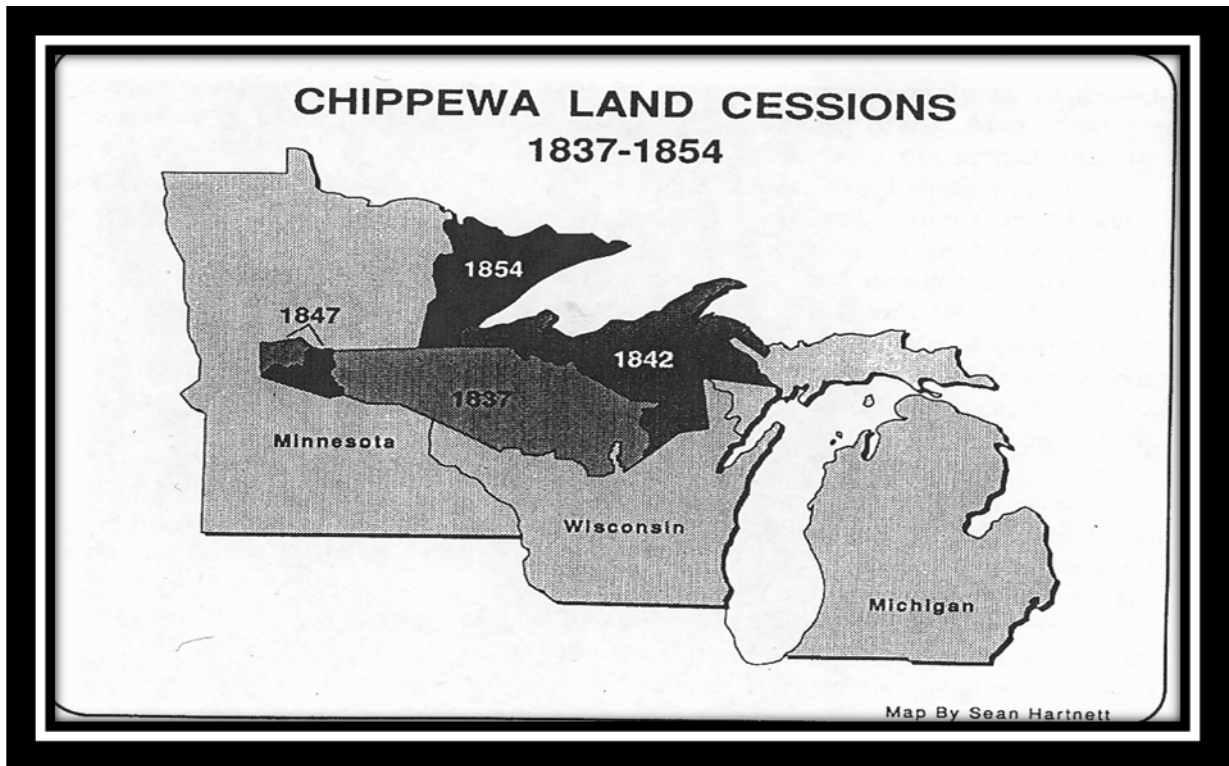 CHIPPEWA LAND CESSIONS
1837-1854
1854
1847
1842
1837
Minnesota
Wisconsin
Michigan
Map By Sean Hartnett